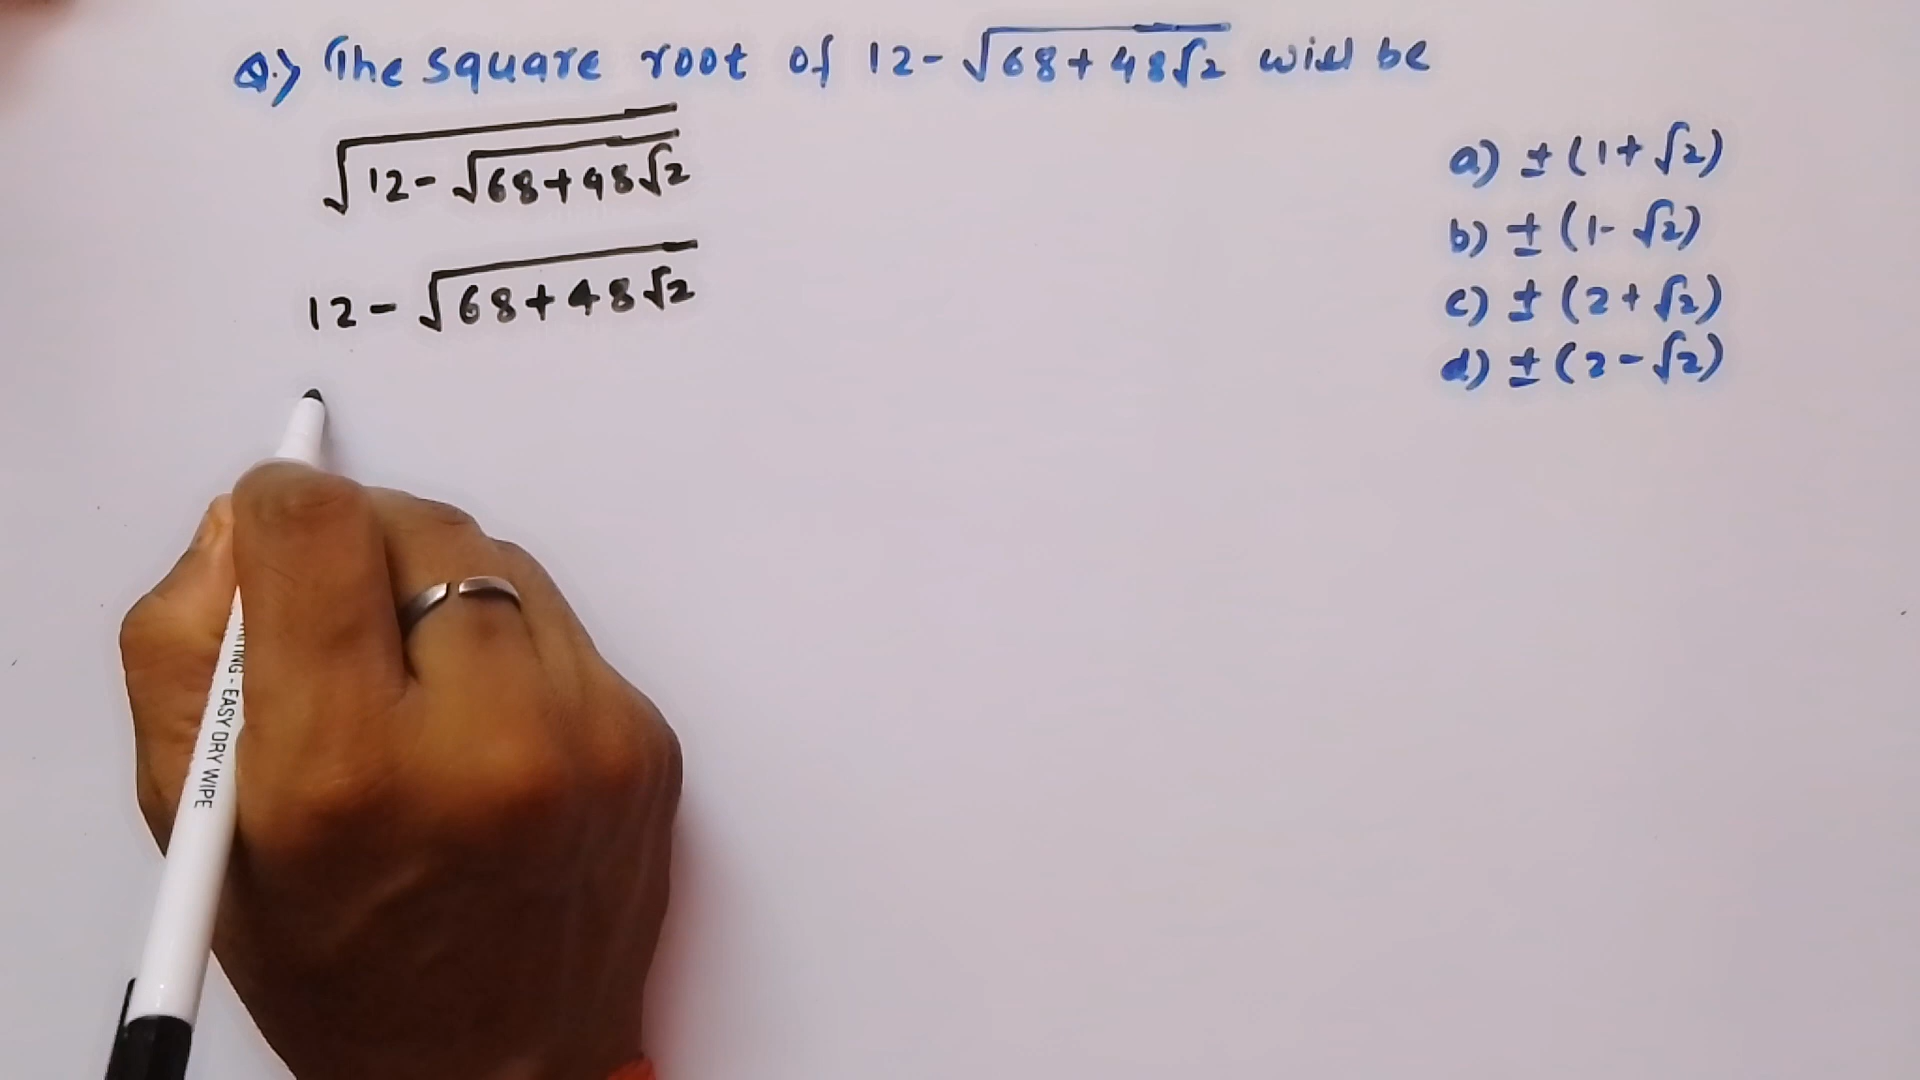 Q.) The square root of 12-√68+48√2 will be
√12-√68+48√2
12-√68+48√2
a) ±(1+√2)
b) ±(1-√2)
c) ±(2+√2)
d) ±(2-√2)
- EASY DRY WIPE